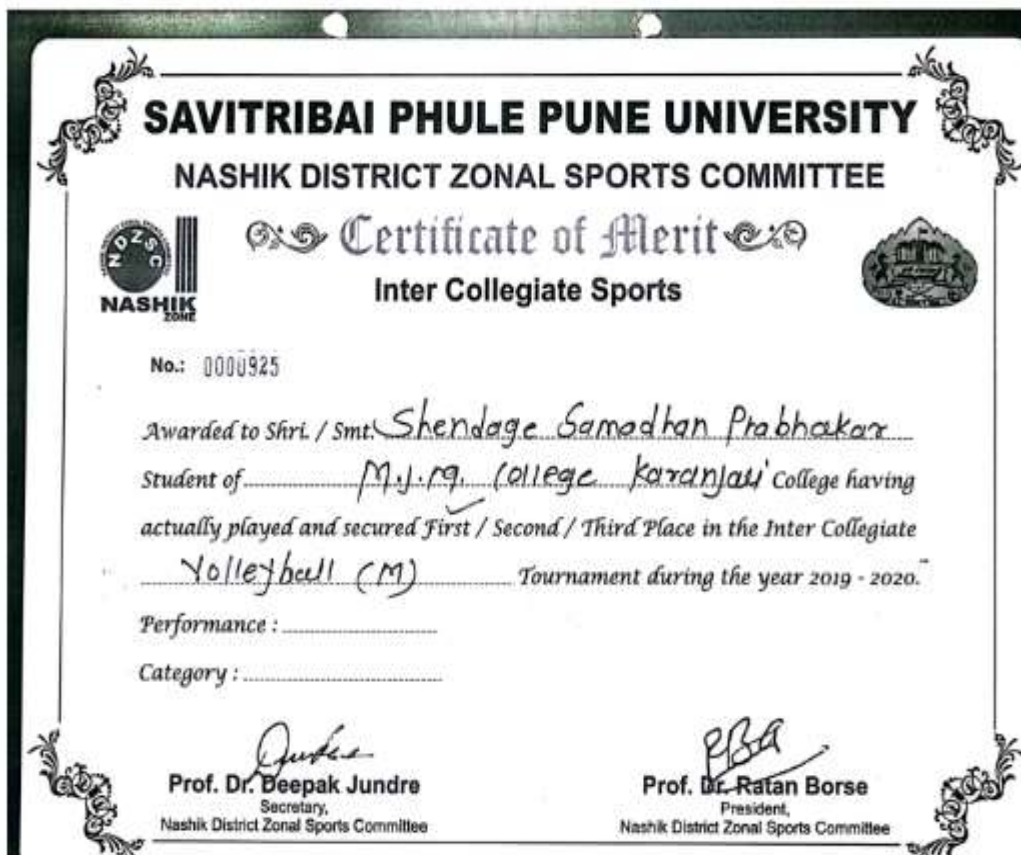 SAVITRIBAI PHULE PUNE UNIVERSITY
NASHIK DISTRICT ZONAL SPORTS COMMITTEE
NDZSC
NASHIK
ZONE
Certificate of Merit
Inter Collegiate Sports
No.: 0000925
Awarded to Shri. / Smt. Shendage Samadhan Prabhakar
Student of M.J.M. College Karanjali College having
actually played and secured First / Second / Third Place in the Inter Collegiate
Volleyball (M) Tournament during the year 2019 - 2020.
Performance :
Category :
Prof. Dr. Deepak Jundre
Secretary,
Nashik District Zonal Sports Committee
Prof. Dr. Ratan Borse
President,
Nashik District Zonal Sports Committee